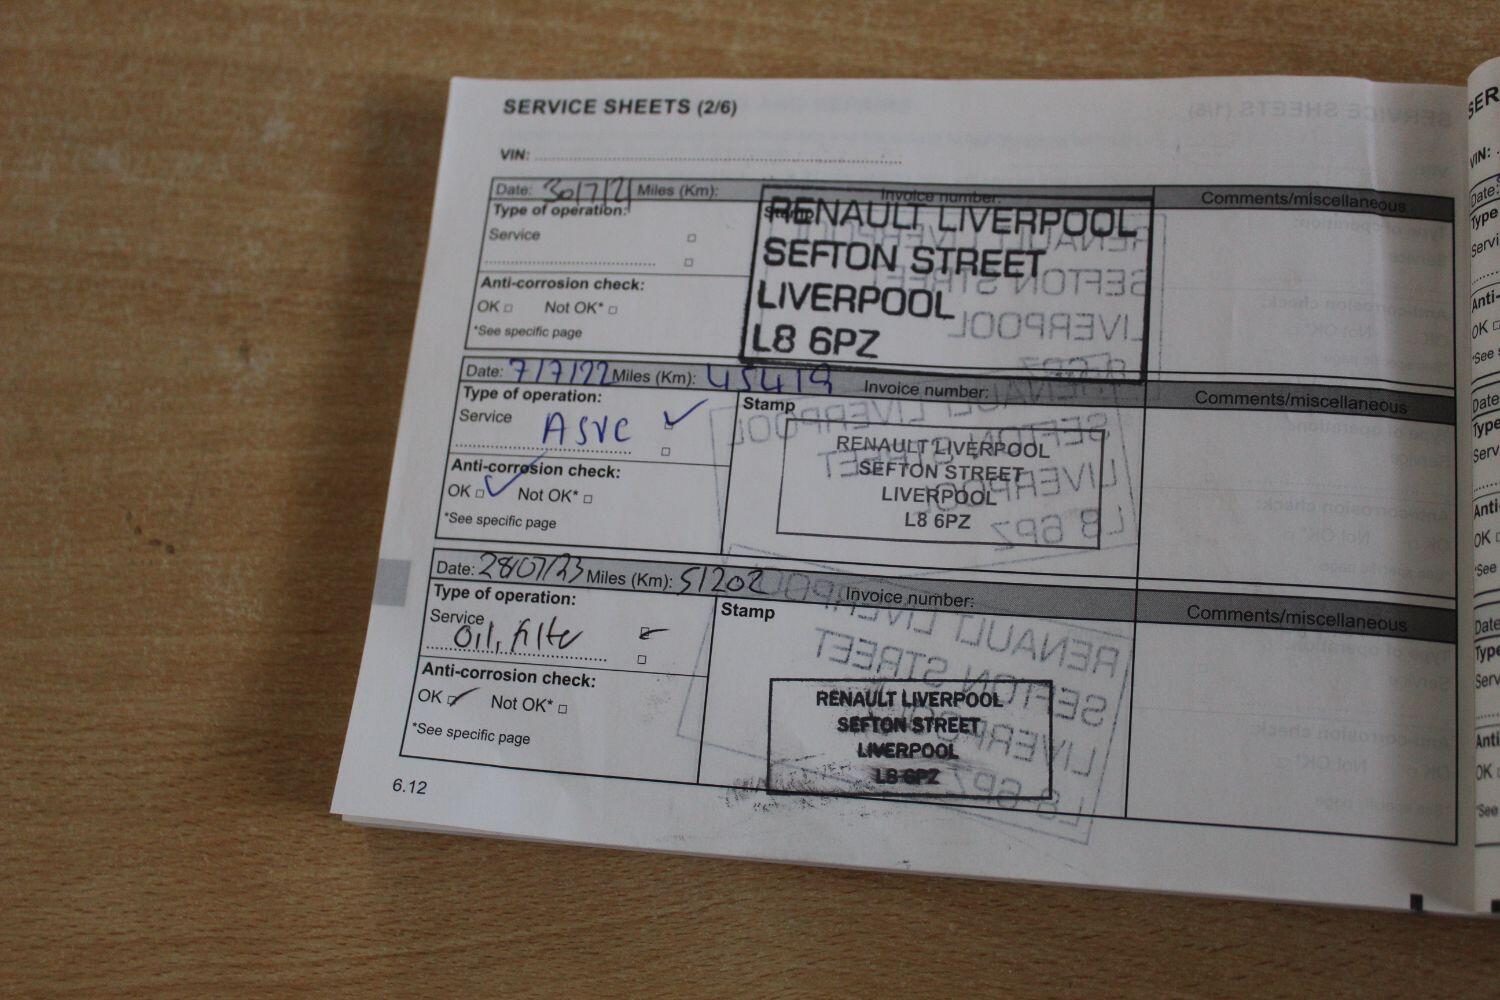 SERVICE SHEETS (2/6)
VIN:
Date: 30/7/21 Miles (Km): Invoice number: Comments/miscellaneous
Type of operation: Stamp
Service
Anti-corrosion check:
OK Not OK*
*See specific page
RENAULT LIVERPOOL
SEFTON STREET
LIVERPOOL
L8 6PZ
Date: 7/7/22 Miles (Km): 45419 Invoice number: Comments/miscellaneous
Type of operation: Stamp
Service
A SVC
Anti-corrosion check:
OK Not OK*
*See specific page
RENAULT LIVERPOOL
SEFTON STREET
LIVERPOOL
L8 6PZ
Date: 28/07/23 Miles (Km): 51202 Invoice number: Comments/miscellaneous
Type of operation: Stamp
Service
oil, filter
Anti-corrosion check:
OK Not OK*
*See specific page
RENAULT LIVERPOOL
SEFTON STREET
LIVERPOOL
L8 6PZ
6.12
VIN: